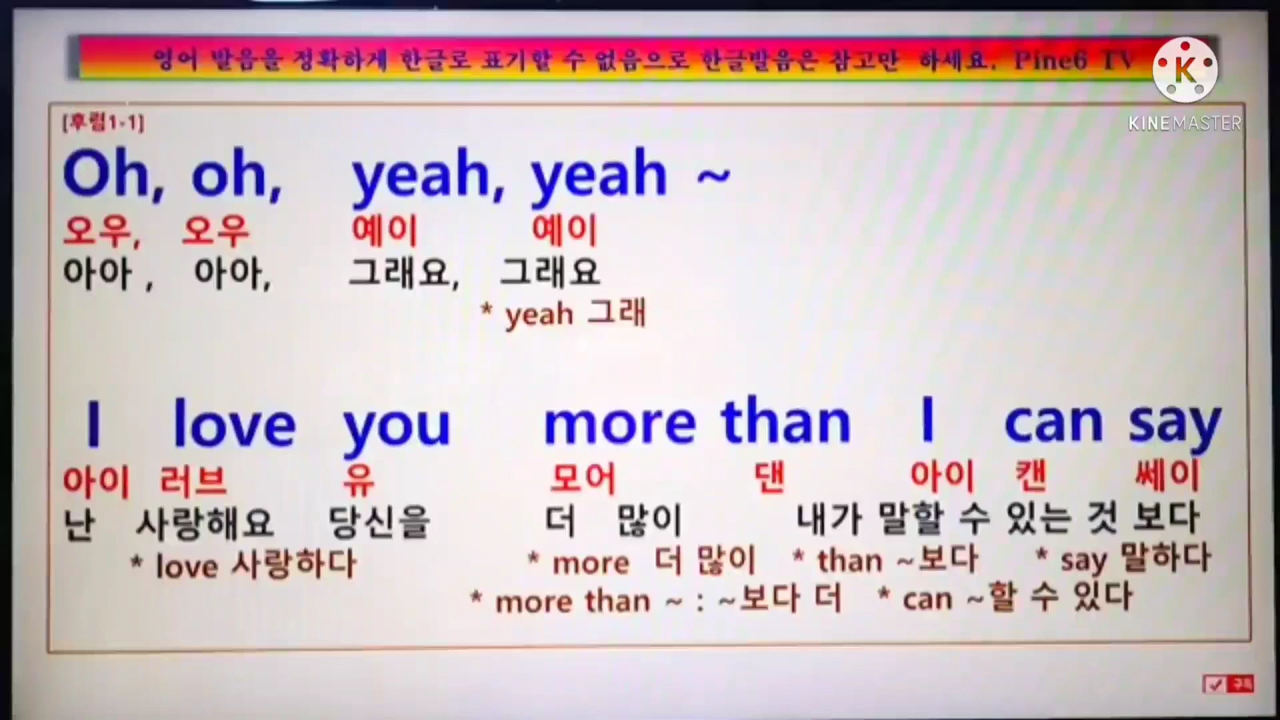 영어 발음을 정확하게 한글로 표기할 수 없음으로 한글발음은 참고만 하세요. Pine6 TV
K
KINEMASTER
[후렴1-1]
Oh, oh, yeah, yeah ~
오우, 오우 예이 예이
아아 , 아아, 그래요, 그래요
* yeah 그래
I love you more than I can say
아이 러브 유 모어 댄 아이 캔 쎄이
난 사랑해요 당신을 더 많이 내가 말할 수 있는 것 보다
* love 사랑하다 * more 더 많이 * than ~보다 * say 말하다
* more than ~ : ~보다 더 * can ~할 수 있다
구독